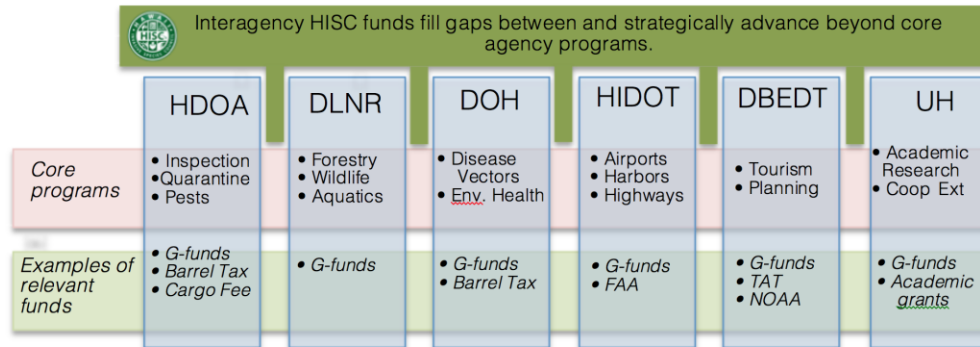 HISC
Interagency HISC funds fill gaps between and strategically advance beyond core
agency programs.
HDOA
DLNR
DOH
HIDOT
DBEDT
UH
Core
programs
• Inspection
•Quarantine
• Pests
• Forestry
• Wildlife
• Aquatics
• Disease
Vectors
• Env. Health
• Airports
• Harbors
• Highways
• Tourism
• Planning
• Academic
Research
• Coop Ext
Examples of
relevant
funds
• G-funds
• Barrel Tax
• Cargo Fee
• G-funds
• G-funds
• Barrel Tax
• G-funds
• FAA
• G-funds
• TAT
• NOAA
• G-funds
• Academic
grants